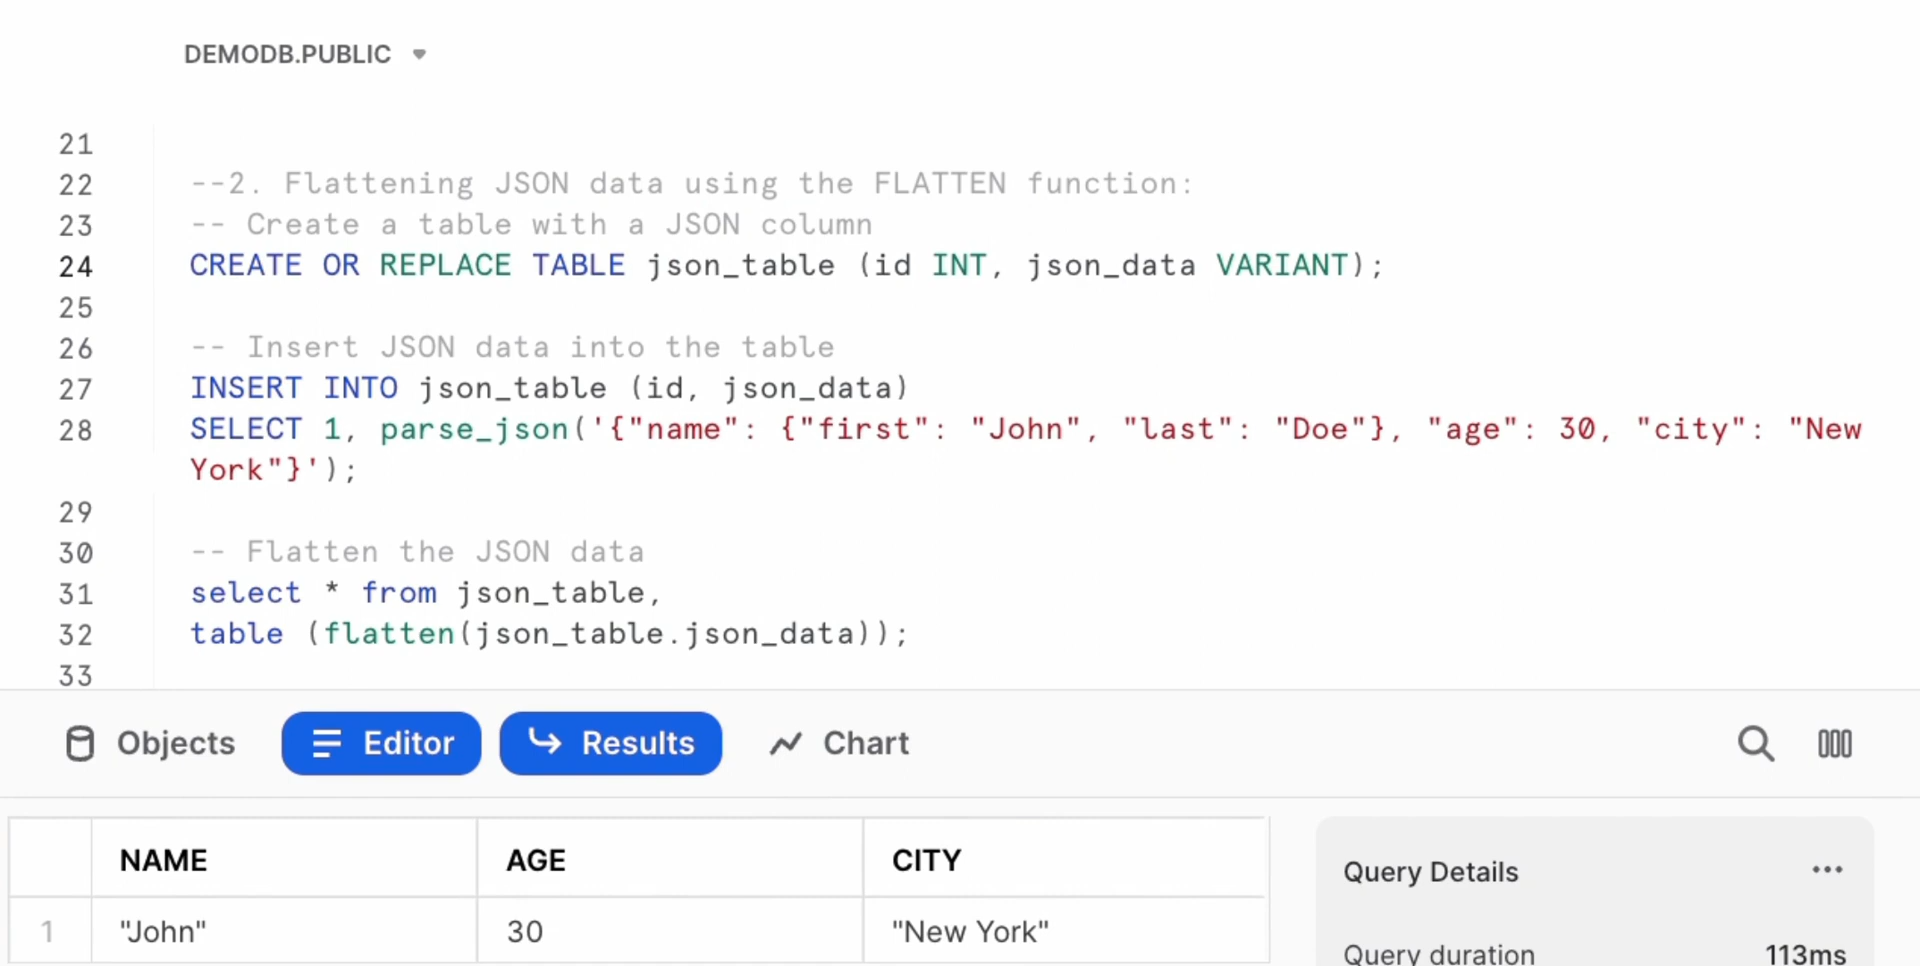 DEMODB.PUBLIC
21
22 --2. Flattening JSON data using the FLATTEN function:
23 -- Create a table with a JSON column
24 CREATE OR REPLACE TABLE json_table (id INT, json_data VARIANT);
25
26 -- Insert JSON data into the table
27 INSERT INTO json_table (id, json_data)
28 SELECT 1, parse_json('{"name": {"first": "John", "last": "Doe"}, "age": 30, "city": "New
York"}');
29
30 -- Flatten the JSON data
31 select * from json_table,
32 table (flatten(json_table.json_data));
33
Objects Editor Results Chart
NAME AGE CITY
1 "John" 30 "New York"
Query Details
Query duration 113ms